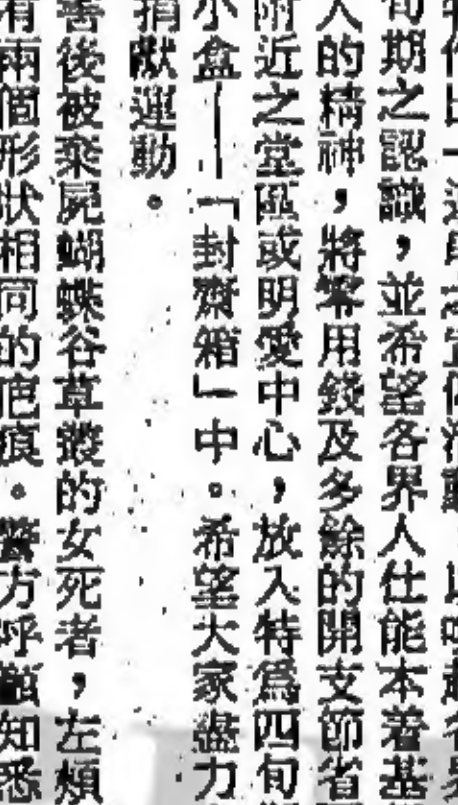 旬期之認識，並希望各界人仕能本着基
人的精神，將零用錢及多餘的開支節省
附近之堂區或明愛中心，放入特爲四旬
小盒——「封齋箱」中。希望大家盡力
捐獻運動。
害後被棄屍蝴蝶谷草叢的女死者，左頰
有兩個形狀相同的疤痕。警方呼籲知悉